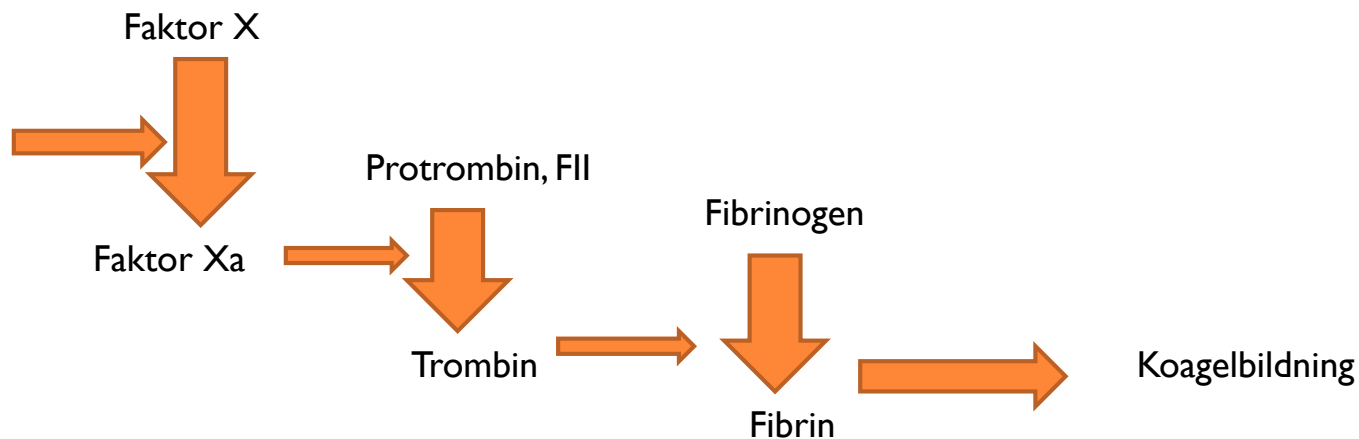 Faktor X
Protrombin, FII
Fibrinogen
Faktor Xa
Trombin
Koagelbildning
Fibrin